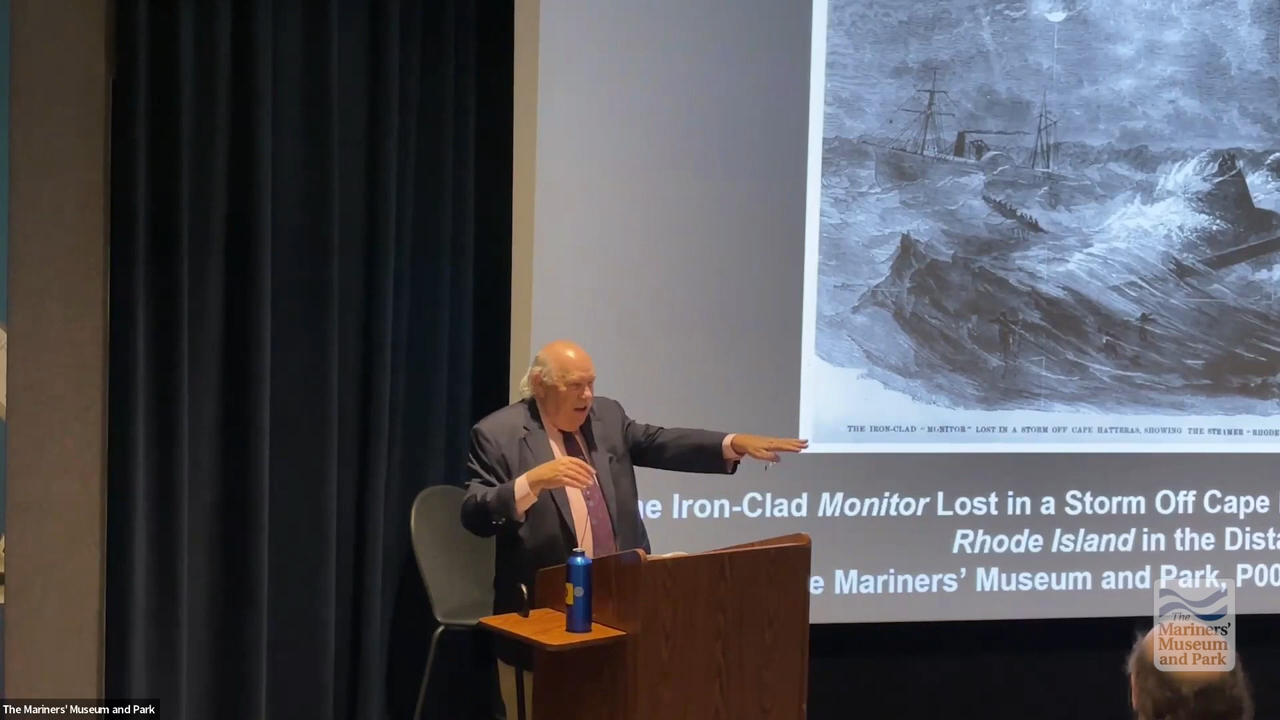 THE IRON-CLAD "MONITOR" LOST IN A STORM OFF CAPE HATTERAS, SHOWING THE STEAMER "RHODE
ne Iron-Clad Monitor Lost in a Storm Off Cape
Rhode Island in the Dista
e Mariners' Museum and Park, P00
The
Mariners'
Museum
and Park
The Mariners' Museum and Park